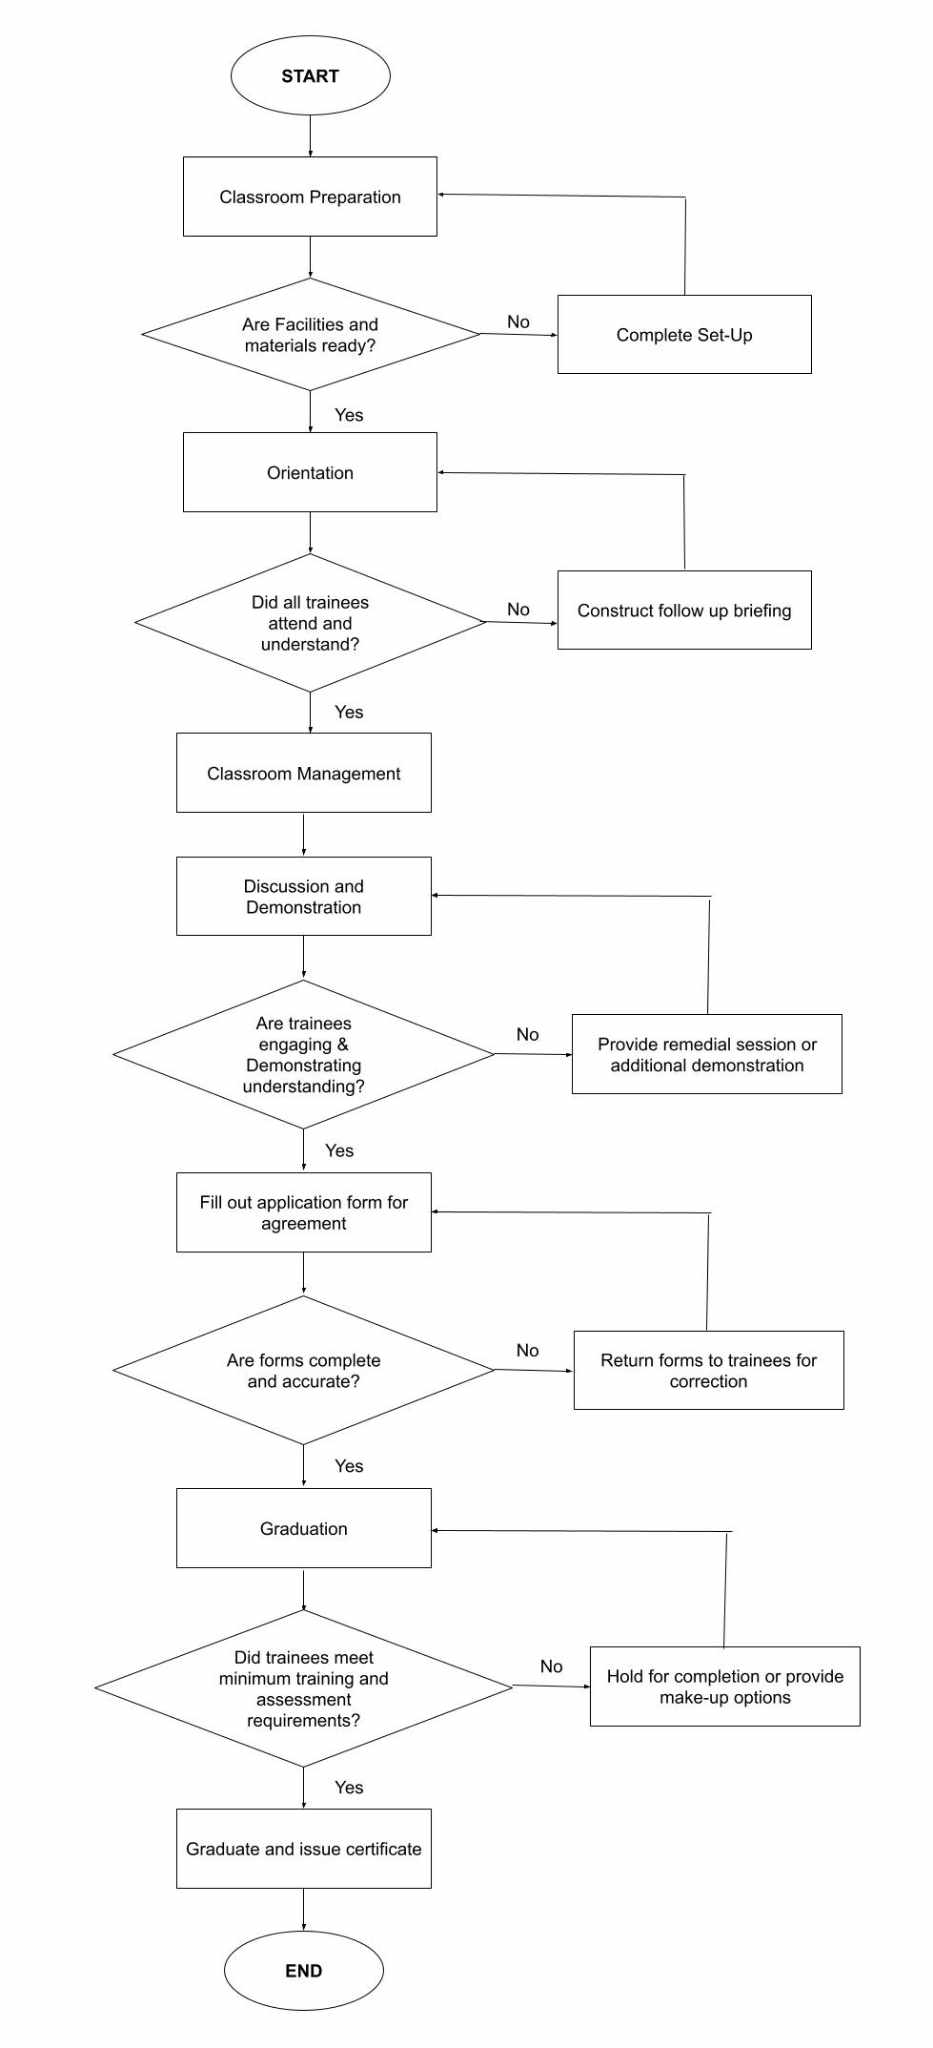 START
Classroom Preparation
Are Facilities and
materials ready?
No
Complete Set-Up
Yes
Orientation
Did all trainees
attend and
understand?
No
Construct follow up briefing
Yes
Classroom Management
Discussion and
Demonstration
Are trainees
engaging &
Demonstrating
understanding?
No
Provide remedial session or
additional demonstration
Yes
Fill out application form for
agreement
Are forms complete
and accurate?
No
Return forms to trainees for
correction
Yes
Graduation
Did trainees meet
minimum training and
assessment
requirements?
No
Hold for completion or provide
make-up options
Yes
Graduate and issue certificate
END